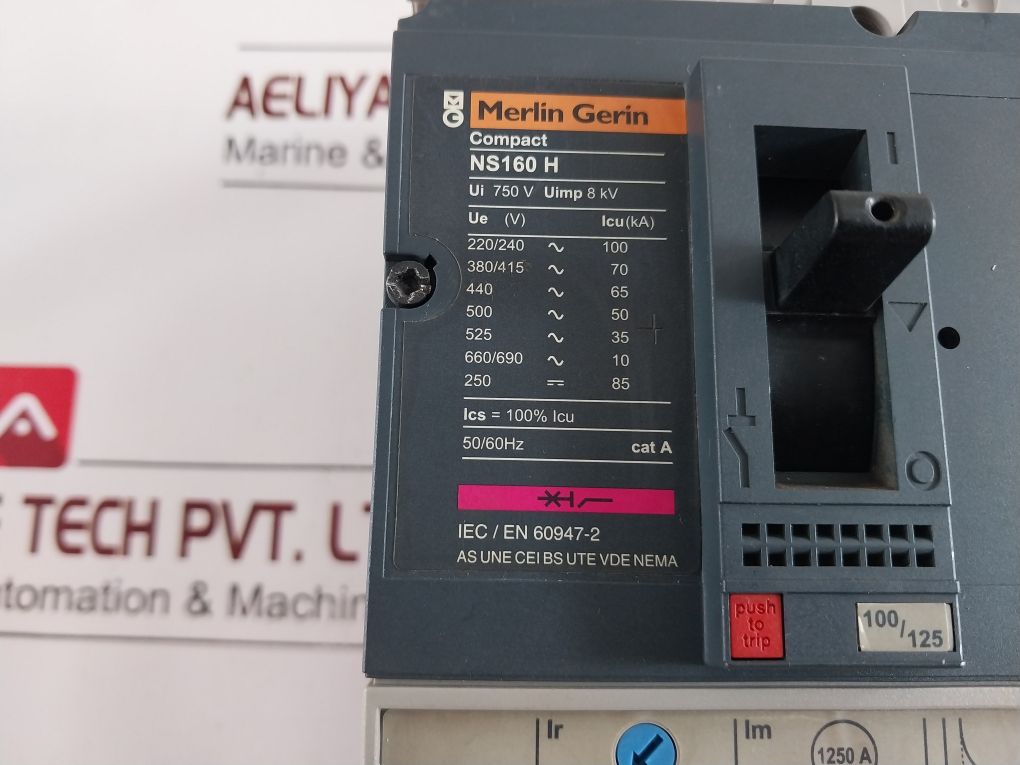 AELIYA
Marine &
TECH PVT. L
tomation & Machin
MG Merlin Gerin
Compact
NS160 H
Ui 750 V Uimp 8 kV
Ue (V) Icu(kA)
220/240 ~ 100
380/415 ~ 70
440 ~ 65
500 ~ 50
525 ~ 35
660/690 ~ 10
250 ⎓ 85
Ics = 100% Icu
50/60Hz cat A
IEC / EN 60947-2
AS UNE CEI BS UTE VDE NEMA
I
O
push
to
trip
100/125
Ir
Im
1250 A